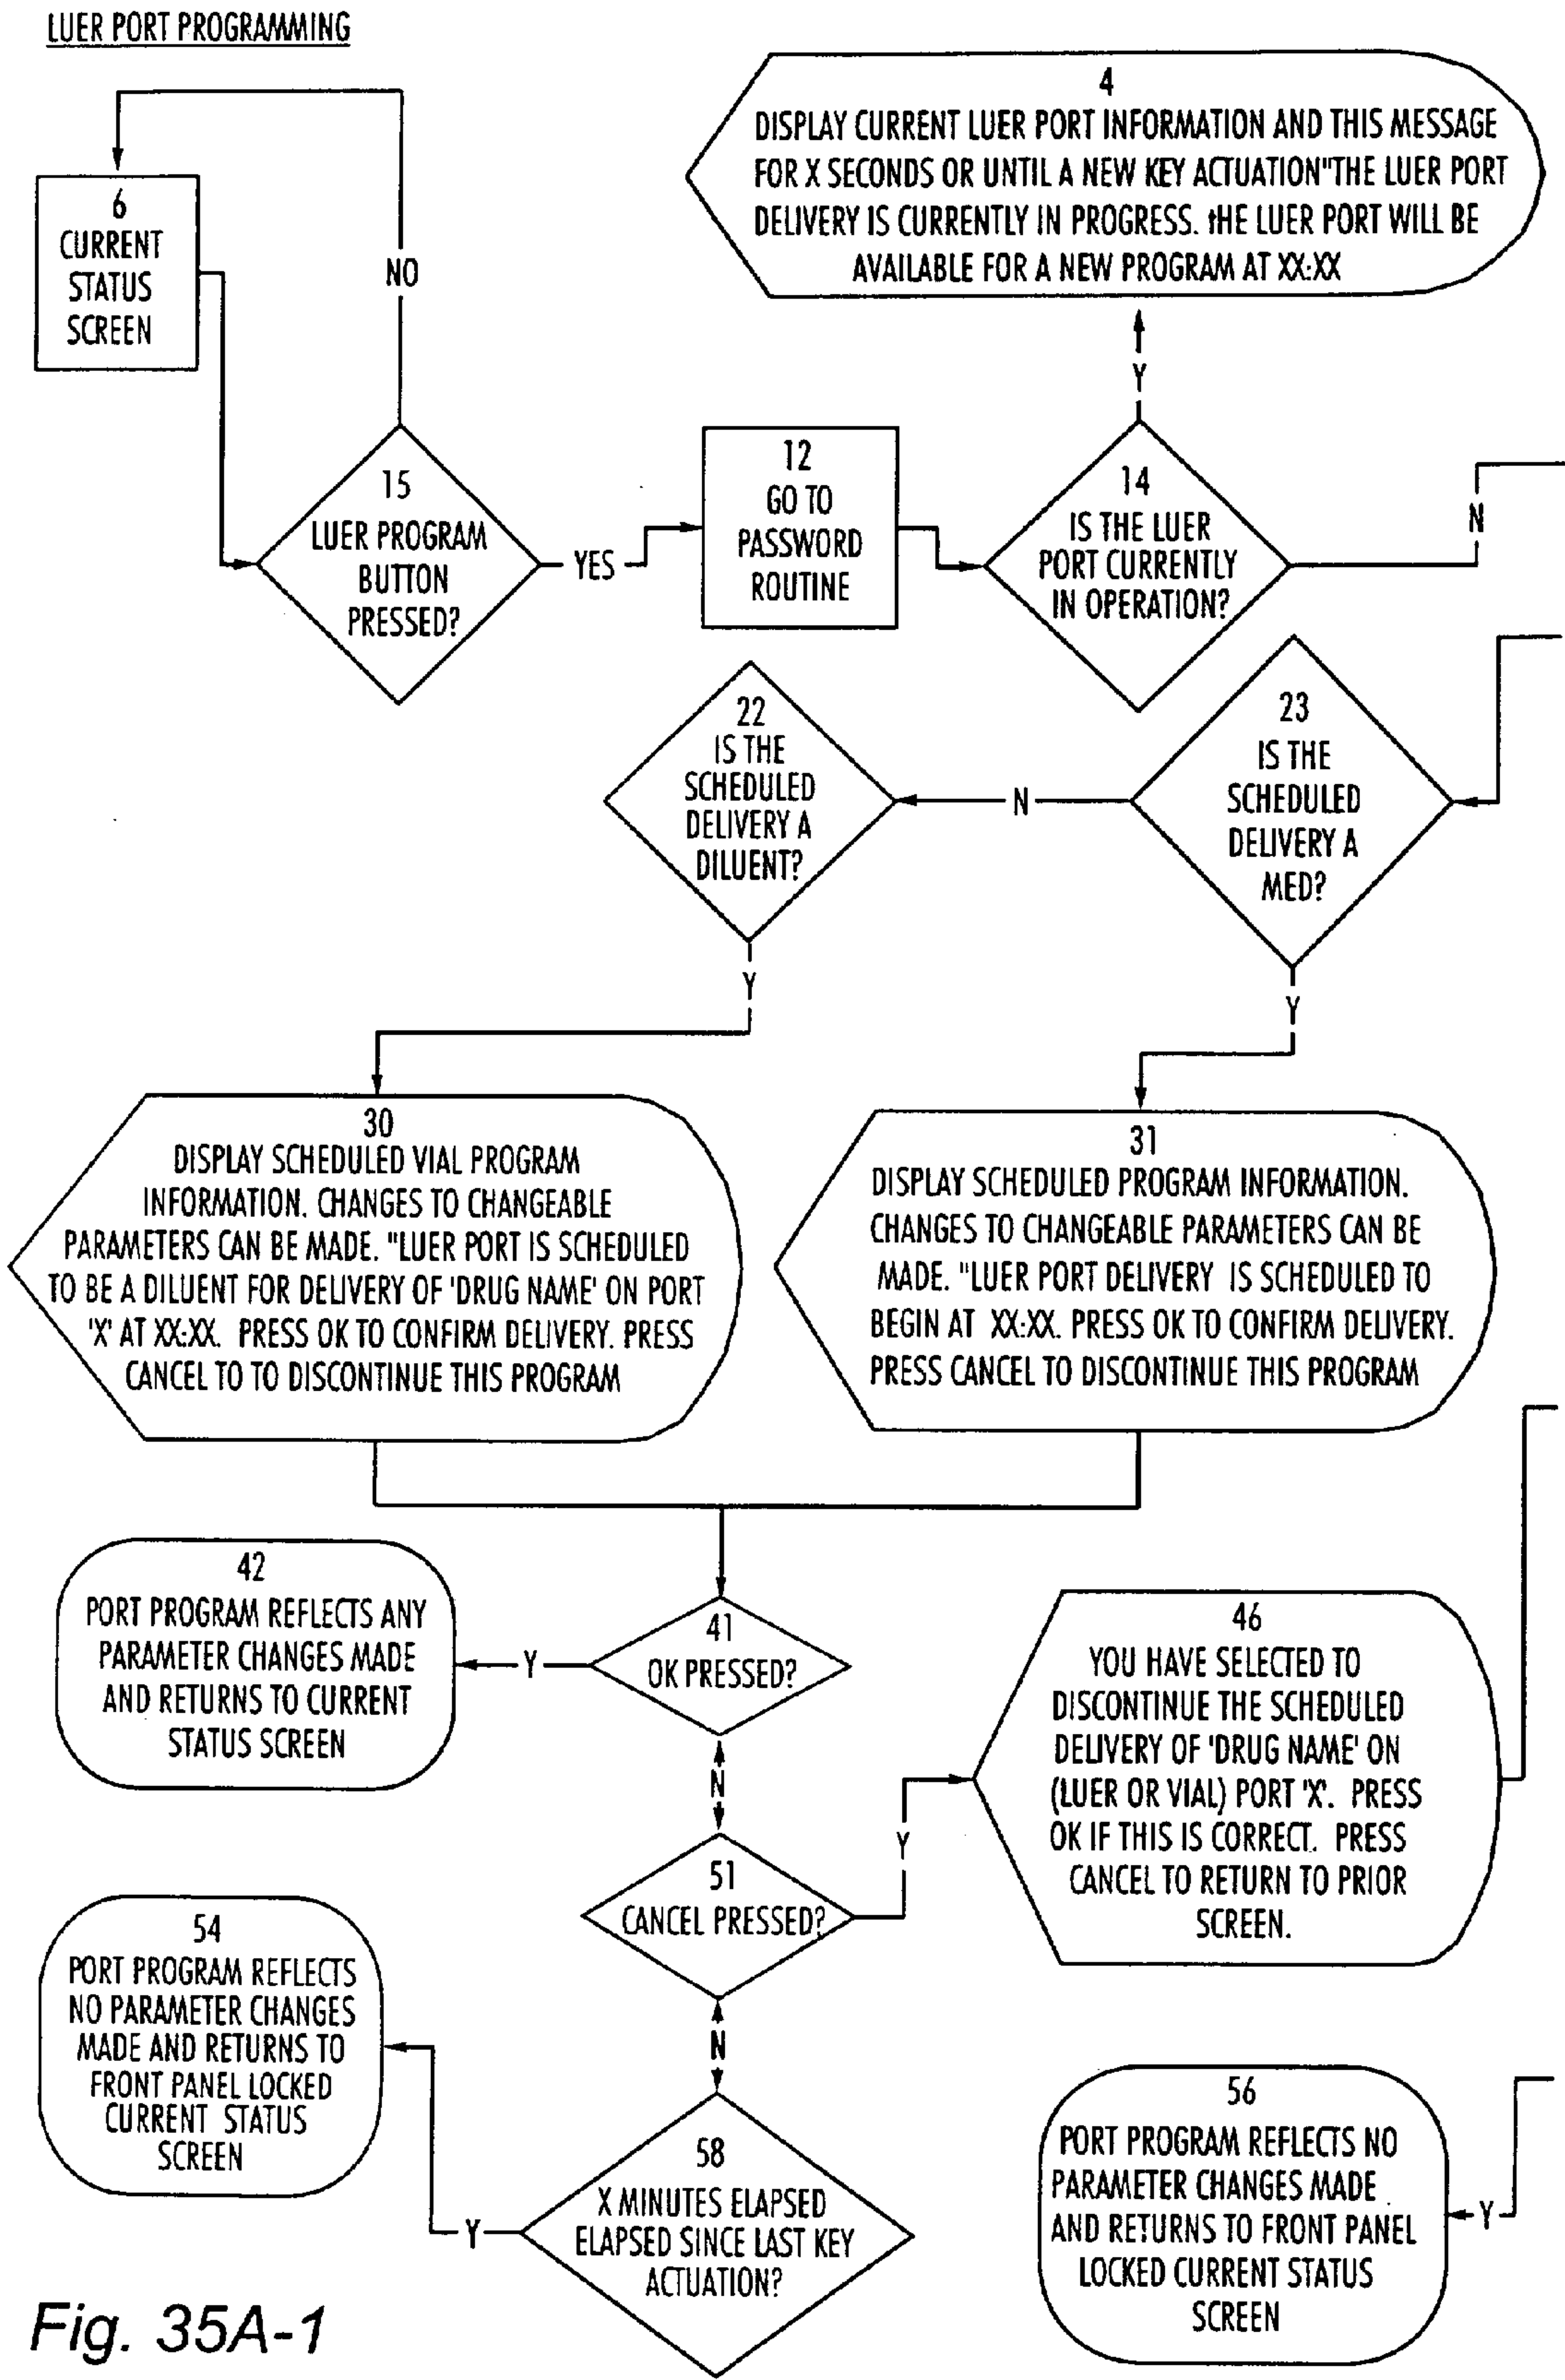 LUER PORT PROGRAMMING
4
DISPLAY CURRENT LUER PORT INFORMATION AND THIS MESSAGE
FOR X SECONDS OR UNTIL A NEW KEY ACTUATION"THE LUER PORT
DELIVERY IS CURRENTLY IN PROGRESS. tHE LUER PORT WILL BE
AVAILABLE FOR A NEW PROGRAM AT XX:XX
6
CURRENT
STATUS
SCREEN
NO
Y
15
LUER PROGRAM
BUTTON
PRESSED?
YES
12
GO TO
PASSWORD
ROUTINE
14
IS THE LUER
PORT CURRENTLY
IN OPERATION?
N
22
IS THE
SCHEDULED
DELIVERY A
DILUENT?
N
23
IS THE
SCHEDULED
DELIVERY A
MED?
Y
Y
30
DISPLAY SCHEDULED VIAL PROGRAM
INFORMATION. CHANGES TO CHANGEABLE
PARAMETERS CAN BE MADE. "LUER PORT IS SCHEDULED
TO BE A DILUENT FOR DELIVERY OF 'DRUG NAME' ON PORT
'X' AT XX:XX. PRESS OK TO CONFIRM DELIVERY. PRESS
CANCEL TO TO DISCONTINUE THIS PROGRAM
31
DISPLAY SCHEDULED PROGRAM INFORMATION.
CHANGES TO CHANGEABLE PARAMETERS CAN BE
MADE. "LUER PORT DELIVERY IS SCHEDULED TO
BEGIN AT XX:XX. PRESS OK TO CONFIRM DELIVERY.
PRESS CANCEL TO DISCONTINUE THIS PROGRAM
42
PORT PROGRAM REFLECTS ANY
PARAMETER CHANGES MADE
AND RETURNS TO CURRENT
STATUS SCREEN
Y
41
OK PRESSED?
N
46
YOU HAVE SELECTED TO
DISCONTINUE THE SCHEDULED
DELIVERY OF 'DRUG NAME' ON
(LUER OR VIAL) PORT 'X'. PRESS
OK IF THIS IS CORRECT. PRESS
CANCEL TO RETURN TO PRIOR
SCREEN.
51
CANCEL PRESSED?
Y
N
54
PORT PROGRAM REFLECTS
NO PARAMETER CHANGES
MADE AND RETURNS TO
FRONT PANEL LOCKED
CURRENT STATUS
SCREEN
Y
58
X MINUTES ELAPSED
ELAPSED SINCE LAST KEY
ACTUATION?
56
PORT PROGRAM REFLECTS NO
PARAMETER CHANGES MADE
AND RETURNS TO FRONT PANEL
LOCKED CURRENT STATUS
SCREEN
Y
Fig. 35A-1